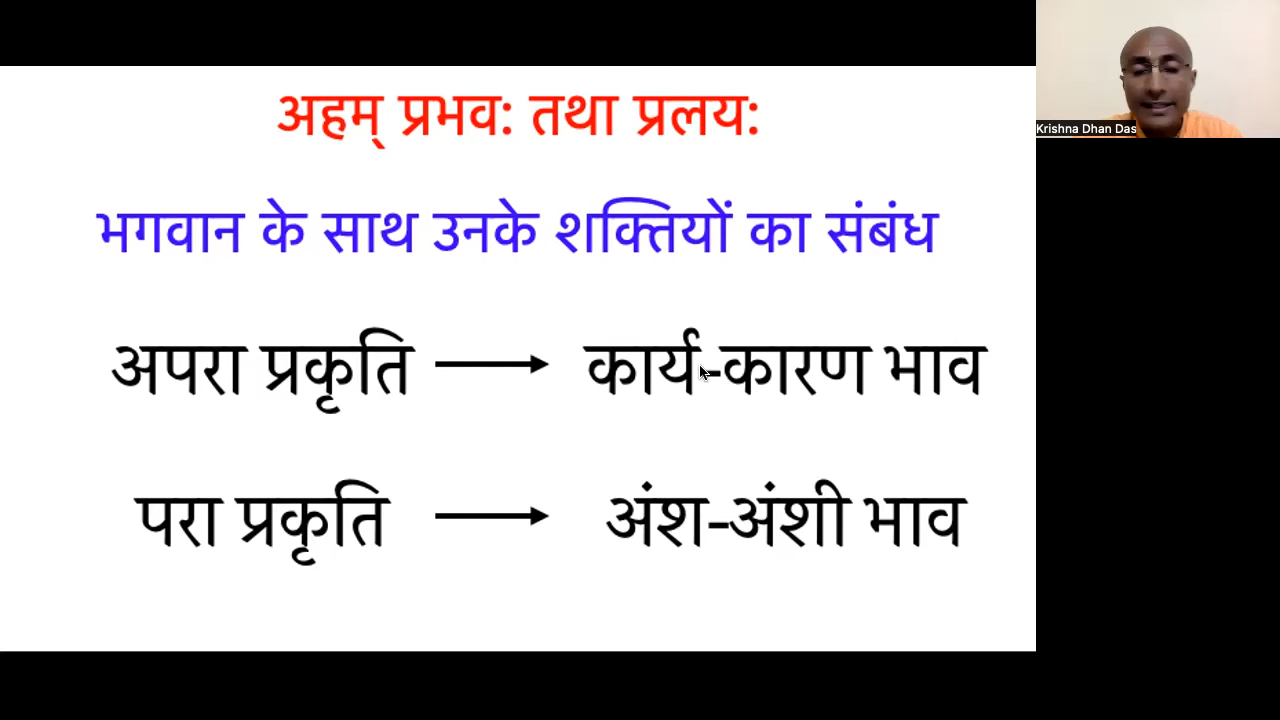 अहम् प्रभव: तथा प्रलय:
भगवान के साथ उनके शक्तियों का संबंध
अपरा प्रकृति → कार्य-कारण भाव
परा प्रकृति → अंश-अंशी भाव
Krishna Dhan Das